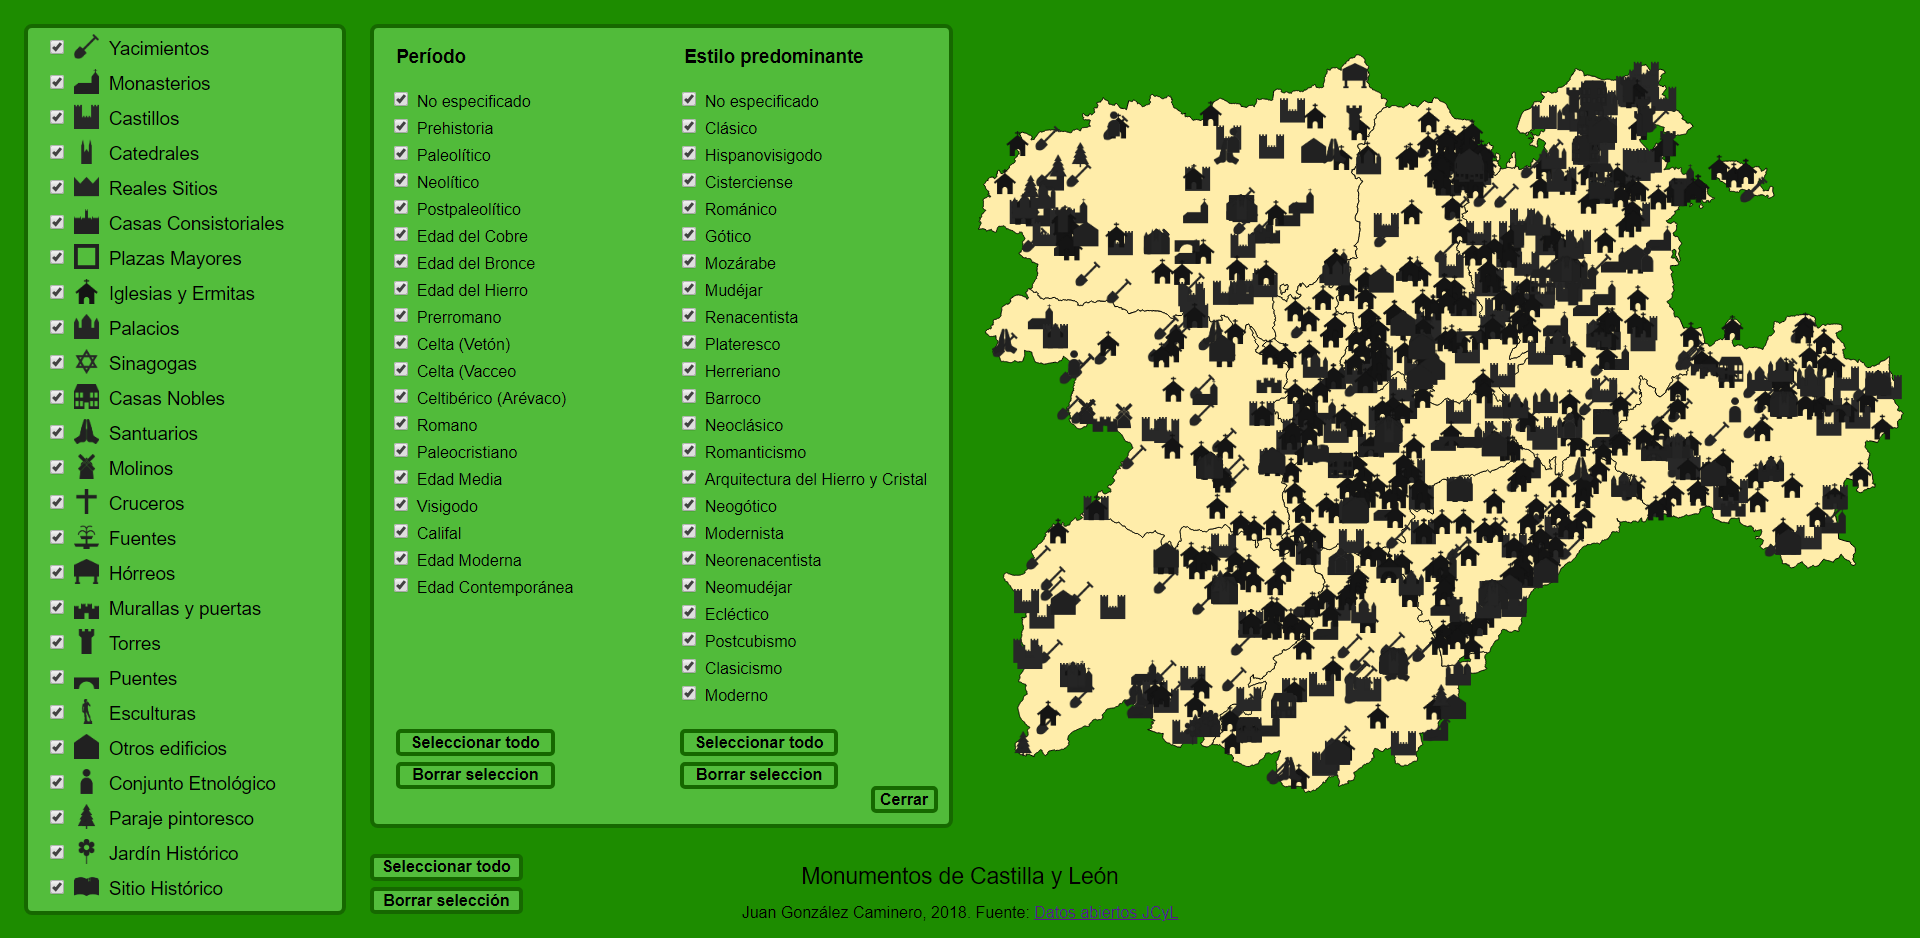 Yacimientos
Monasterios
Castillos
Catedrales
Reales Sitios
Casas Consistoriales
Plazas Mayores
Iglesias y Ermitas
Palacios
Sinagogas
Casas Nobles
Santuarios
Molinos
Cruceros
Fuentes
Hórreos
Murallas y puertas
Torres
Puentes
Esculturas
Otros edificios
Conjunto Etnológico
Paraje pintoresco
Jardín Histórico
Sitio Histórico
Período
No especificado
Prehistoria
Paleolítico
Neolítico
Postpaleolítico
Edad del Cobre
Edad del Bronce
Edad del Hierro
Prerromano
Celta (Vetón)
Celta (Vacceo
Celtibérico (Arévaco)
Romano
Paleocristiano
Edad Media
Visigodo
Califal
Edad Moderna
Edad Contemporánea
Seleccionar todo
Borrar seleccion
Estilo predominante
No especificado
Clásico
Hispanovisigodo
Cisterciense
Románico
Gótico
Mozárabe
Mudéjar
Renacentista
Plateresco
Herreriano
Barroco
Neoclásico
Romanticismo
Arquitectura del Hierro y Cristal
Neogótico
Modernista
Neorenacentista
Neomudéjar
Ecléctico
Postcubismo
Clasicismo
Moderno
Seleccionar todo
Borrar seleccion
Cerrar
Seleccionar todo
Borrar selección
Monumentos de Castilla y León
Juan González Caminero, 2018. Fuente: Datos abiertos JCyL